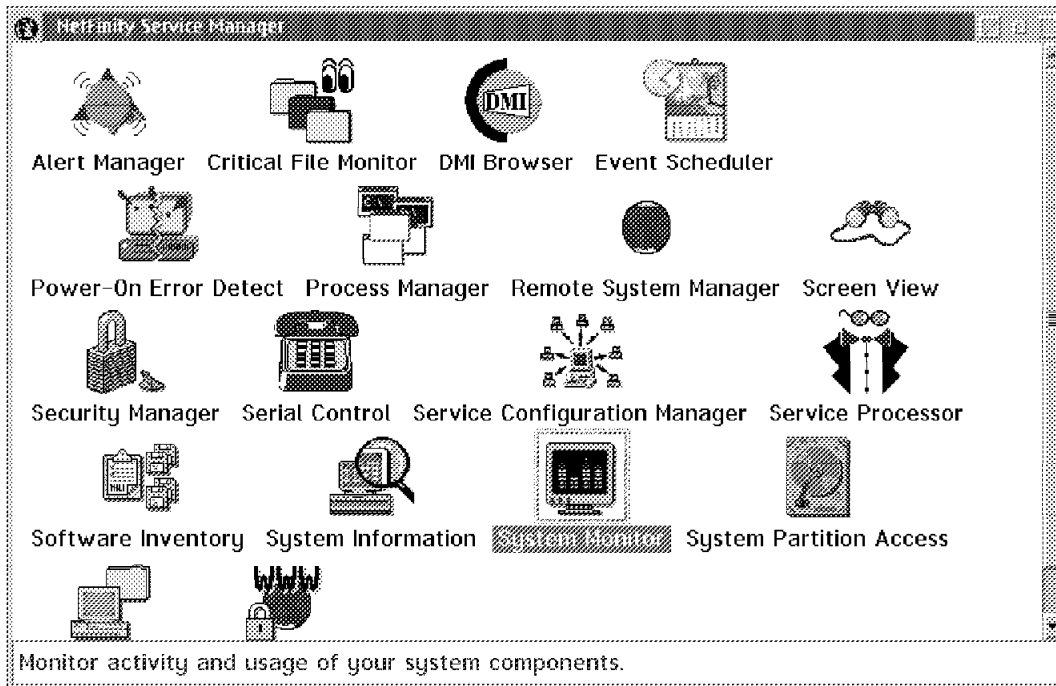 NetFinity Service Manager
Alert Manager Critical File Monitor DMI Browser Event Scheduler
DMI
Power-On Error Detect Process Manager Remote System Manager Screen View
Security Manager Serial Control Service Configuration Manager Service Processor
Software Inventory System Information System Monitor System Partition Access
WWW
Monitor activity and usage of your system components.